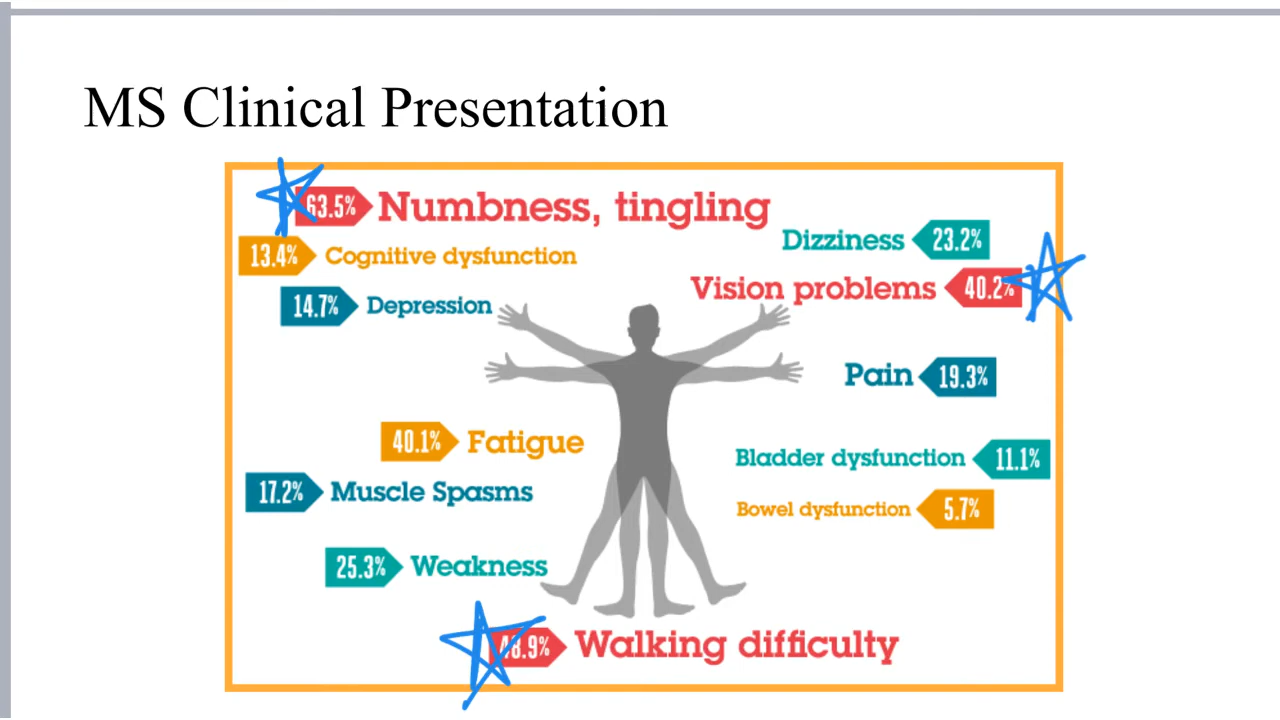 MS Clinical Presentation
63.5% Numbness, tingling
13.4% Cognitive dysfunction
14.7% Depression
Dizziness 23.2%
Vision problems 40.2%
Pain 19.3%
40.1% Fatigue
17.2% Muscle Spasms
25.3% Weakness
Bladder dysfunction 11.1%
Bowel dysfunction 5.7%
Walking difficulty